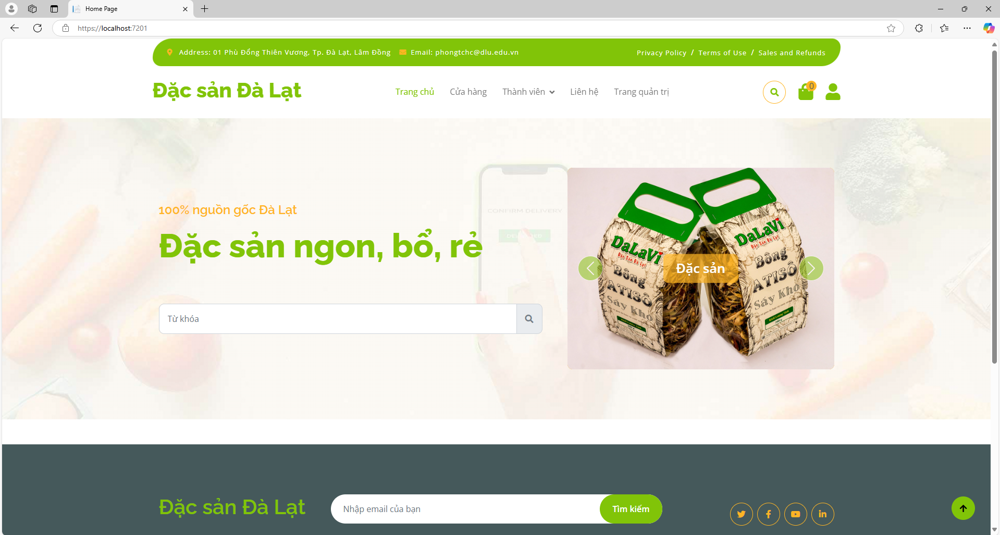 Home Page
https://localhost:7201
Address: 01 Phù Đổng Thiên Vương, Tp. Đà Lạt, Lâm Đồng Email: phongtchc@dlu.edu.vn Privacy Policy / Terms of Use / Sales and Refunds
Đặc sản Đà Lạt Trang chủ Cửa hàng Thành viên Liên hệ Trang quản trị 0
CONFIRM DELIVERY
100% nguồn gốc Đà Lạt
Đặc sản ngon, bổ, rẻ
Từ khóa
DaLaVi
Đặc Sản Đà Lạt
Bông
ATISÔ
Sấy Khô
DaLaVi
Đặc Sản Đà Lạt
Bông
ATISÔ
Sấy Khô
Khối Lượng Tịnh
200 g
Đặc sản
Đặc sản Đà Lạt Nhập email của bạn Tìm kiếm